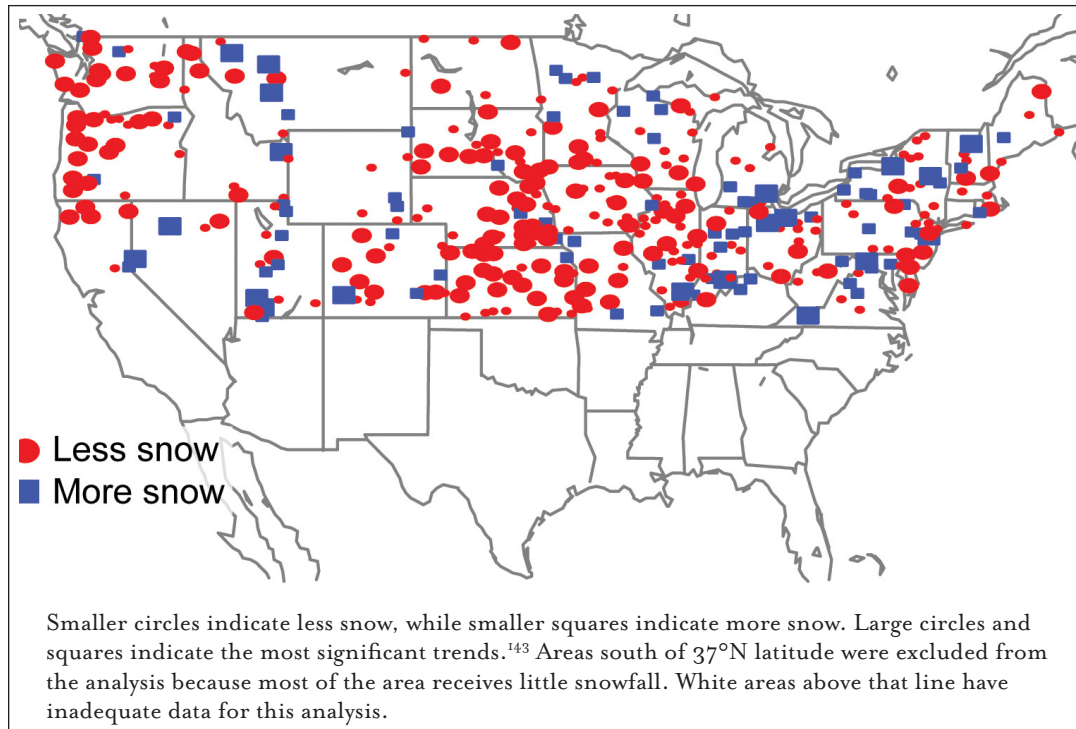 Less snow
More snow
Smaller circles indicate less snow, while smaller squares indicate more snow. Large circles and
squares indicate the most significant trends.143 Areas south of 37°N latitude were excluded from
the analysis because most of the area receives little snowfall. White areas above that line have
inadequate data for this analysis.